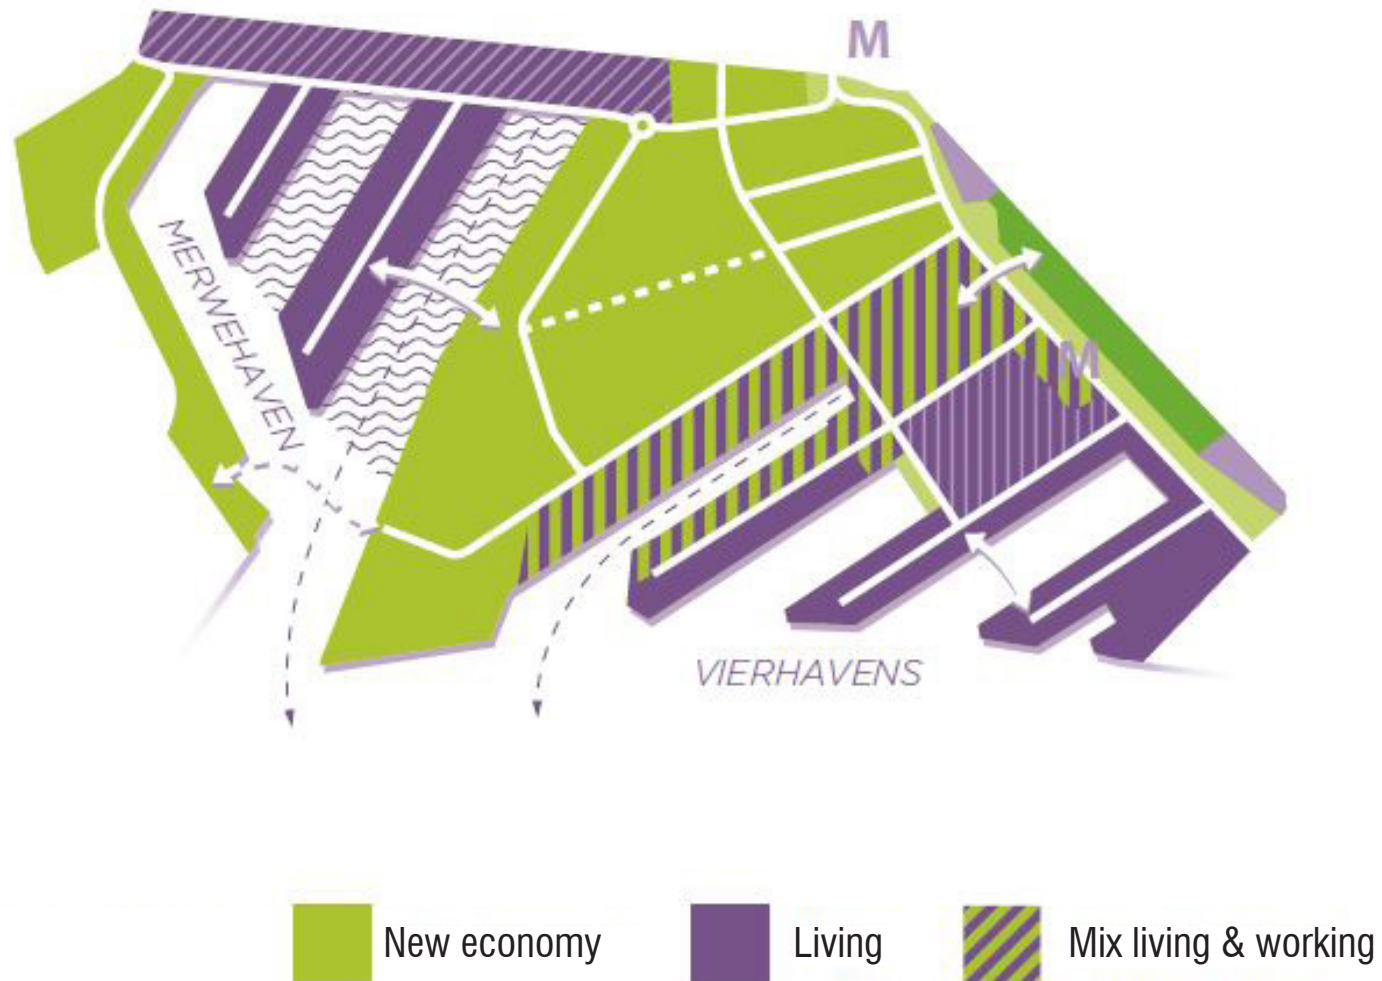 M
MERWEHAVEN
M
VIERHAVENS
New economy
Living
Mix living & working